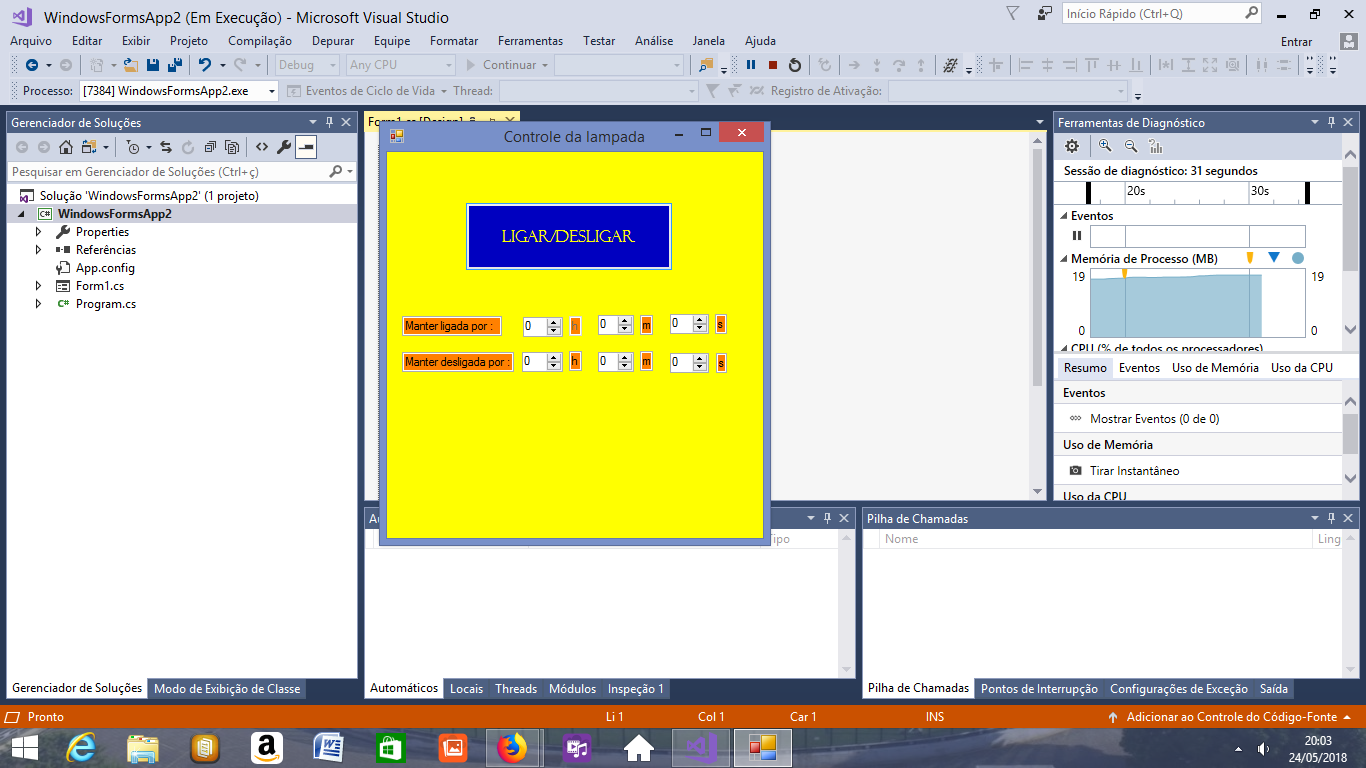 WindowsFormsApp2 (Em Execução) - Microsoft Visual Studio
Início Rápido (Ctrl+Q)
Arquivo Editar Exibir Projeto Compilação Depurar Equipe Formatar Ferramentas Testar Análise Janela Ajuda
Entrar
Debug Any CPU Continuar
Processo: [7384] WindowsFormsApp2.exe Eventos de Ciclo de Vida Thread: Registro de Ativação:
Gerenciador de Soluções
Pesquisar em Gerenciador de Soluções (Ctrl+ç)
Solução 'WindowsFormsApp2' (1 projeto)
C# WindowsFormsApp2
Properties
Referências
App.config
Form1.cs
C# Program.cs
Gerenciador de Soluções Modo de Exibição de Classe
Form1.cs [Design]
Controle da lampada
LIGAR/DESLIGAR
Manter ligada por : 0 h 0 m 0 s
Manter desligada por : 0 h 0 m 0 s
Ferramentas de Diagnóstico
Sessão de diagnóstico: 31 segundos
20s 30s
Eventos
Memória de Processo (MB)
19 19
0 0
CPU (% de todos os processadores)
Resumo Eventos Uso de Memória Uso da CPU
Eventos
Mostrar Eventos (0 de 0)
Uso de Memória
Tirar Instantâneo
Uso da CPU
Tipo
Automáticos Locais Threads Módulos Inspeção 1
Pilha de Chamadas
Nome Ling
Pilha de Chamadas Pontos de Interrupção Configurações de Exceção Saída
Pronto Li 1 Col 1 Car 1 INS Adicionar ao Controle do Código-Fonte
20:03
24/05/2018